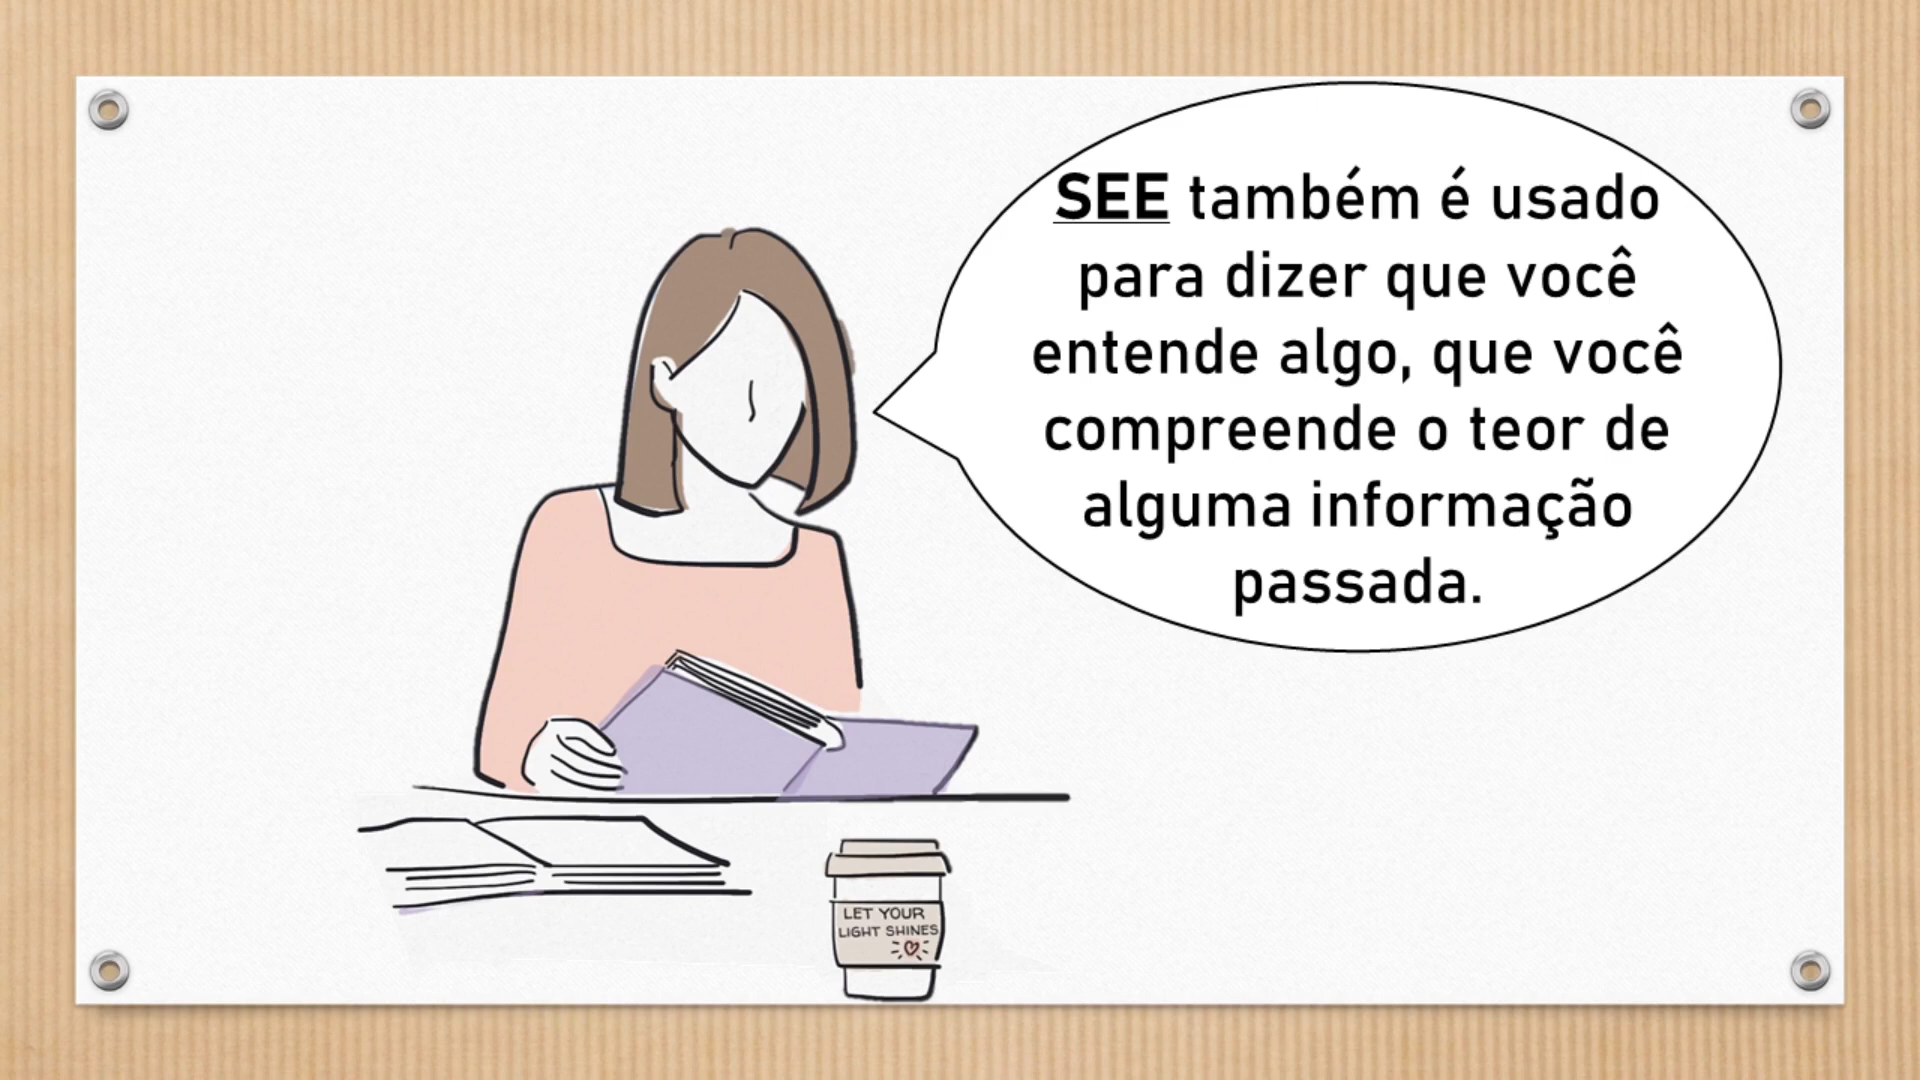 SEE também é usado
para dizer que você
entende algo, que você
compreende o teor de
alguma informação
passada.
LET YOUR
LIGHT SHINES